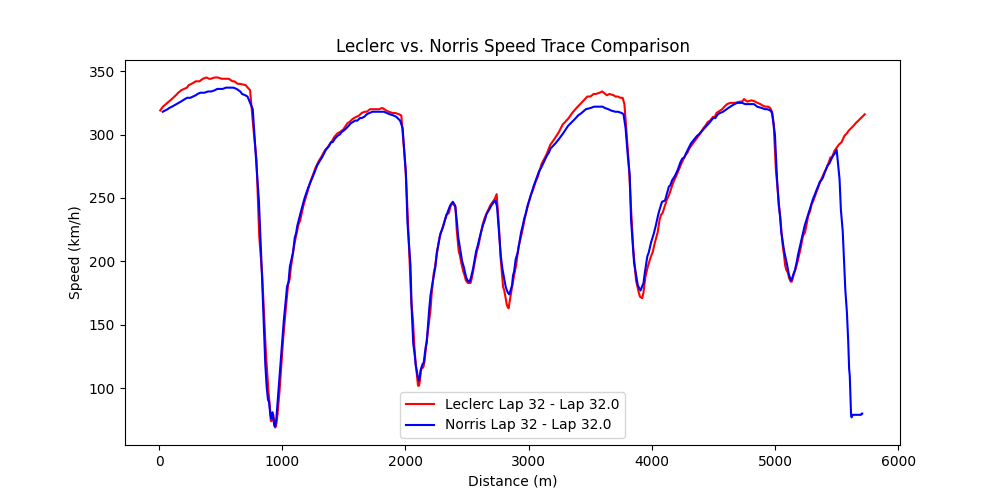 Leclerc vs. Norris Speed Trace Comparison
Speed (km/h)
350
300
250
200
150
100
Leclerc Lap 32 - Lap 32.0
Norris Lap 32 - Lap 32.0
0 1000 2000 3000 4000 5000 6000
Distance (m)